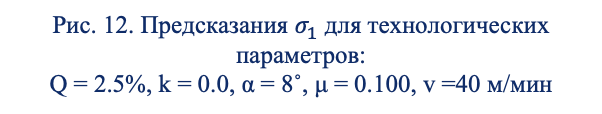 Рис. 12. Предсказания σ₁ для технологических
параметров:
Q = 2.5%, k = 0.0, α = 8˚, μ = 0.100, v =40 м/мин